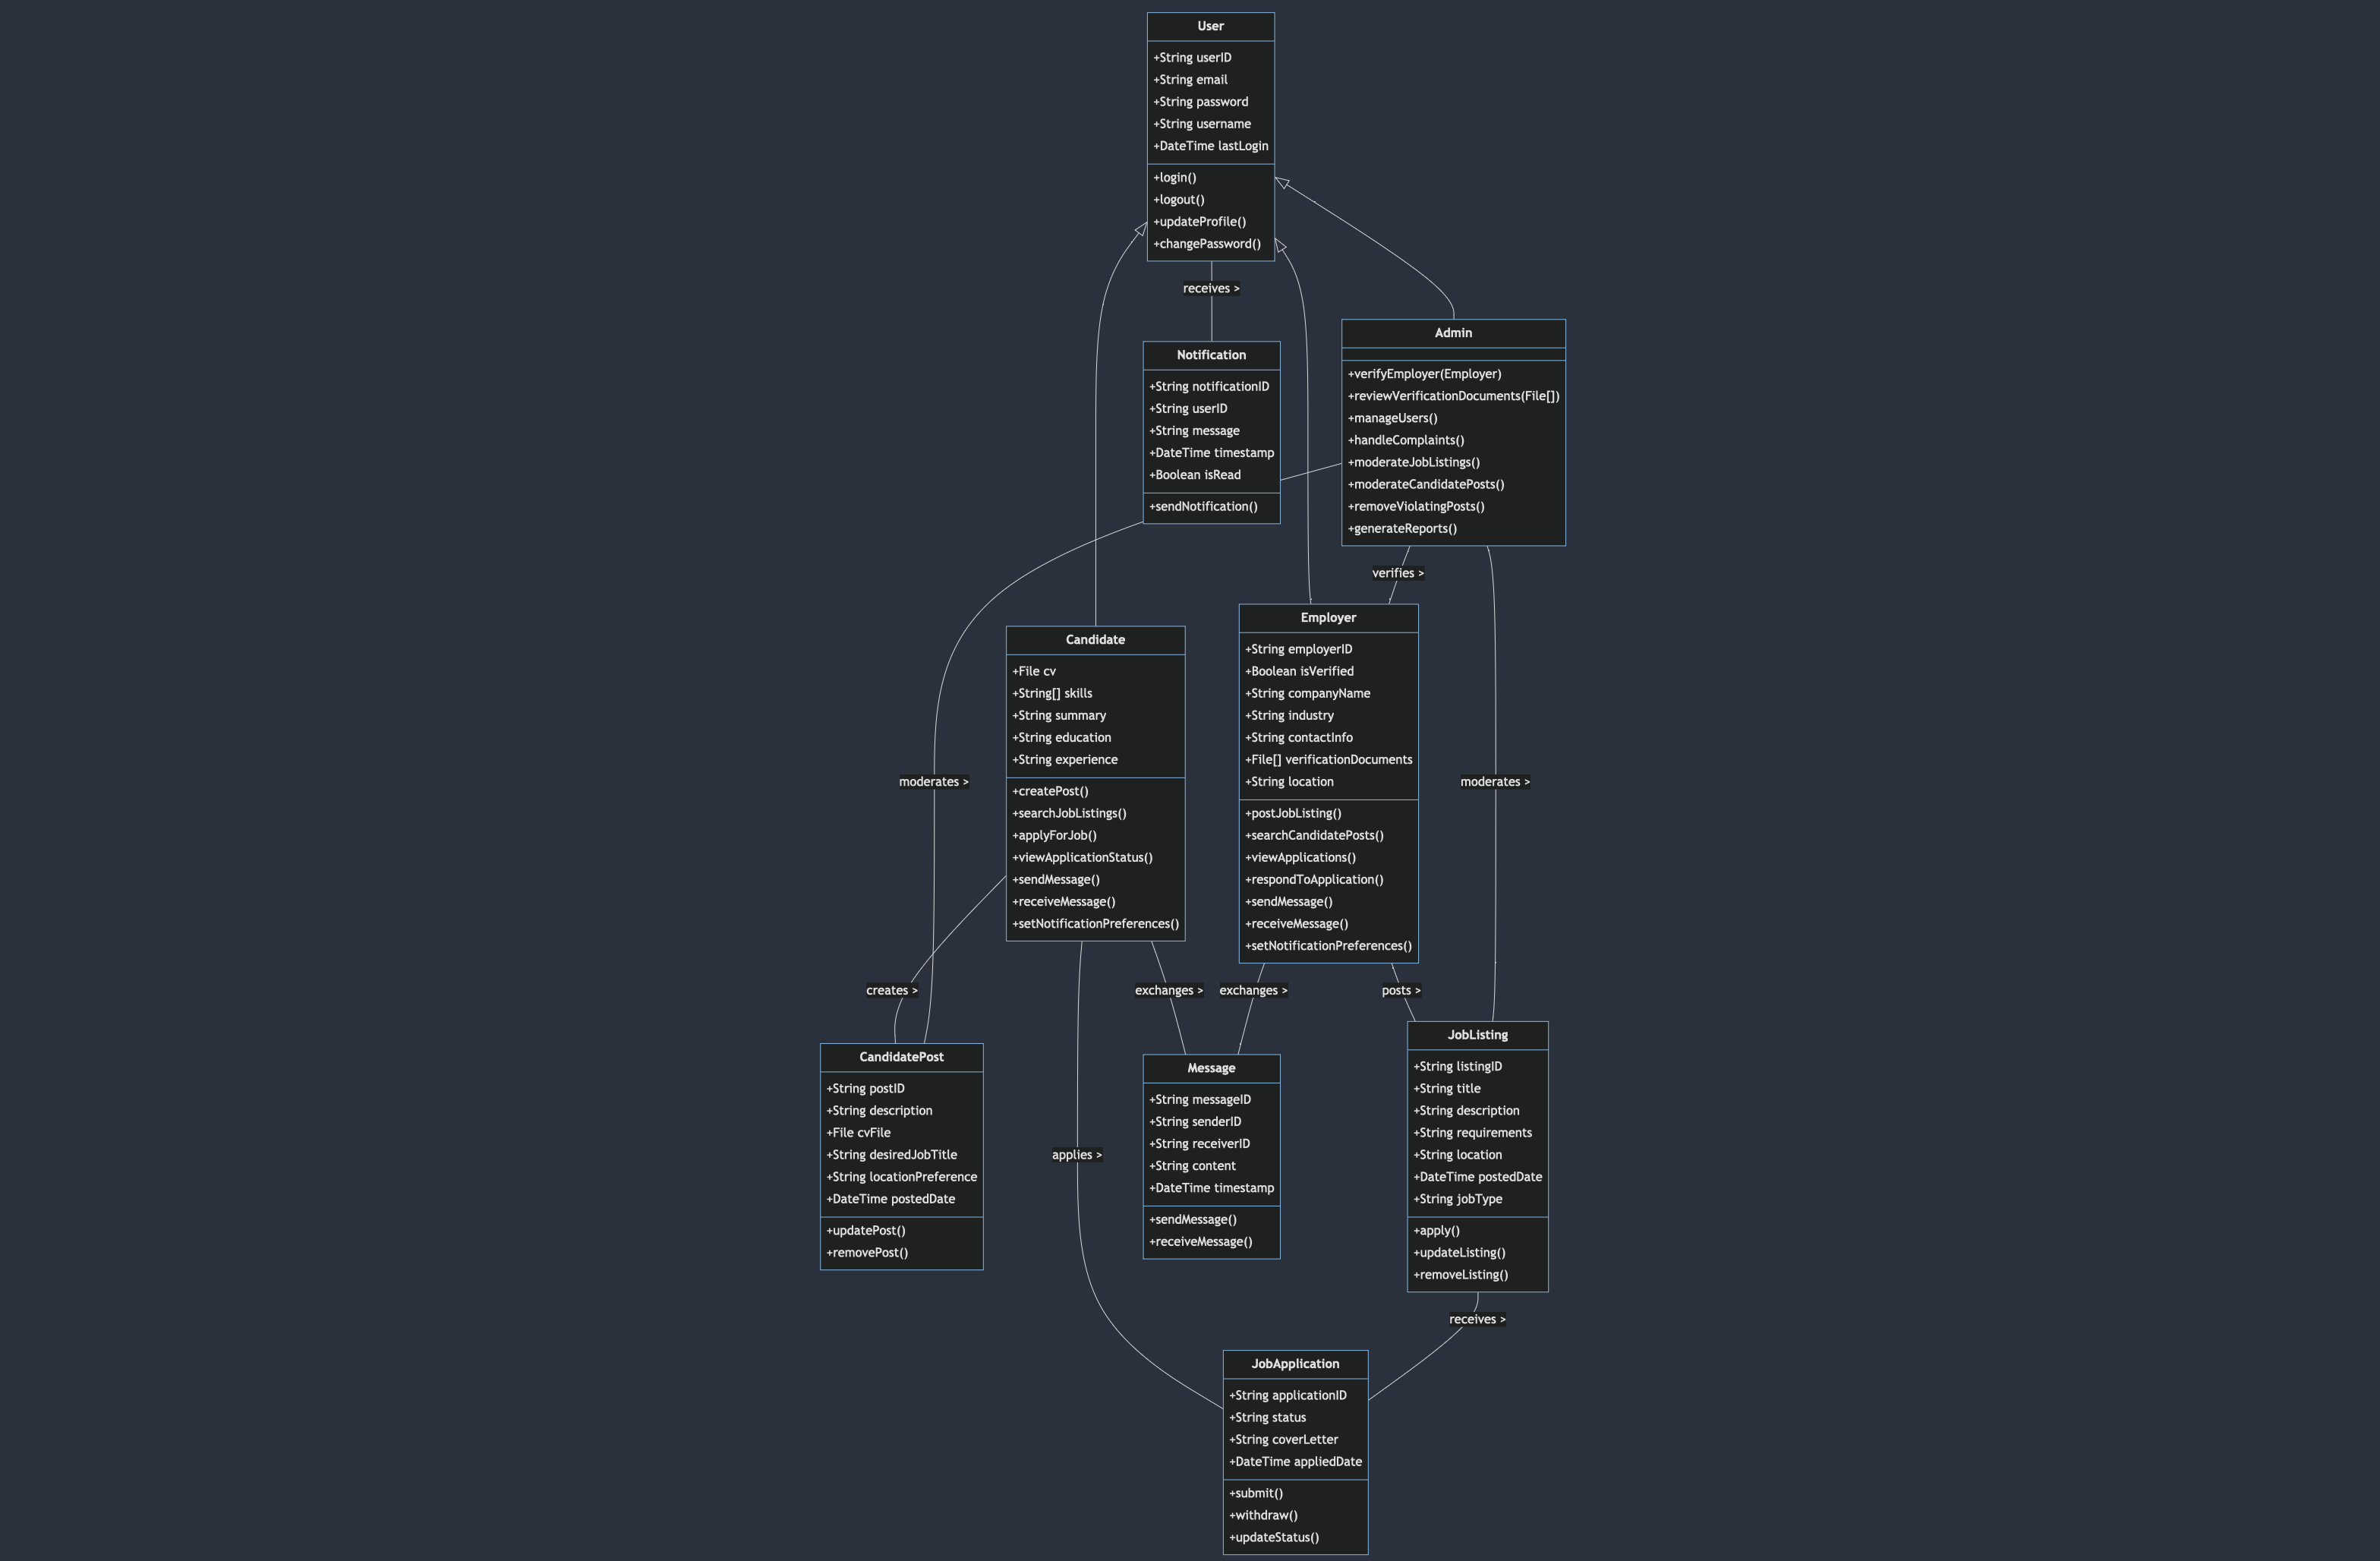 User
+String userID
+String email
+String password
+String username
+DateTime lastLogin
+login()
+logout()
+updateProfile()
+changePassword()
receives >
Admin
+verifyEmployer(Employer)
+reviewVerificationDocuments(File[])
+manageUsers()
+handleComplaints()
+moderateJobListings()
+moderateCandidatePosts()
+removeViolatingPosts()
+generateReports()
Notification
+String notificationID
+String userID
+String message
+DateTime timestamp
+Boolean isRead
+sendNotification()
verifies >
Employer
+String employerID
+Boolean isVerified
+String companyName
+String industry
+String contactInfo
+File[] verificationDocuments
+String location
+postJobListing()
+searchCandidatePosts()
+viewApplications()
+respondToApplication()
+sendMessage()
+receiveMessage()
+setNotificationPreferences()
Candidate
+File cv
+String[] skills
+String summary
+String education
+String experience
+createPost()
+searchJobListings()
+applyForJob()
+viewApplicationStatus()
+sendMessage()
+receiveMessage()
+setNotificationPreferences()
moderates >
moderates >
creates >
exchanges >
exchanges >
posts >
CandidatePost
+String postID
+String description
+File cvFile
+String desiredJobTitle
+String locationPreference
+DateTime postedDate
+updatePost()
+removePost()
applies >
Message
+String messageID
+String senderID
+String receiverID
+String content
+DateTime timestamp
+sendMessage()
+receiveMessage()
JobListing
+String listingID
+String title
+String description
+String requirements
+String location
+DateTime postedDate
+String jobType
+apply()
+updateListing()
+removeListing()
receives >
JobApplication
+String applicationID
+String status
+String coverLetter
+DateTime appliedDate
+submit()
+withdraw()
+updateStatus()